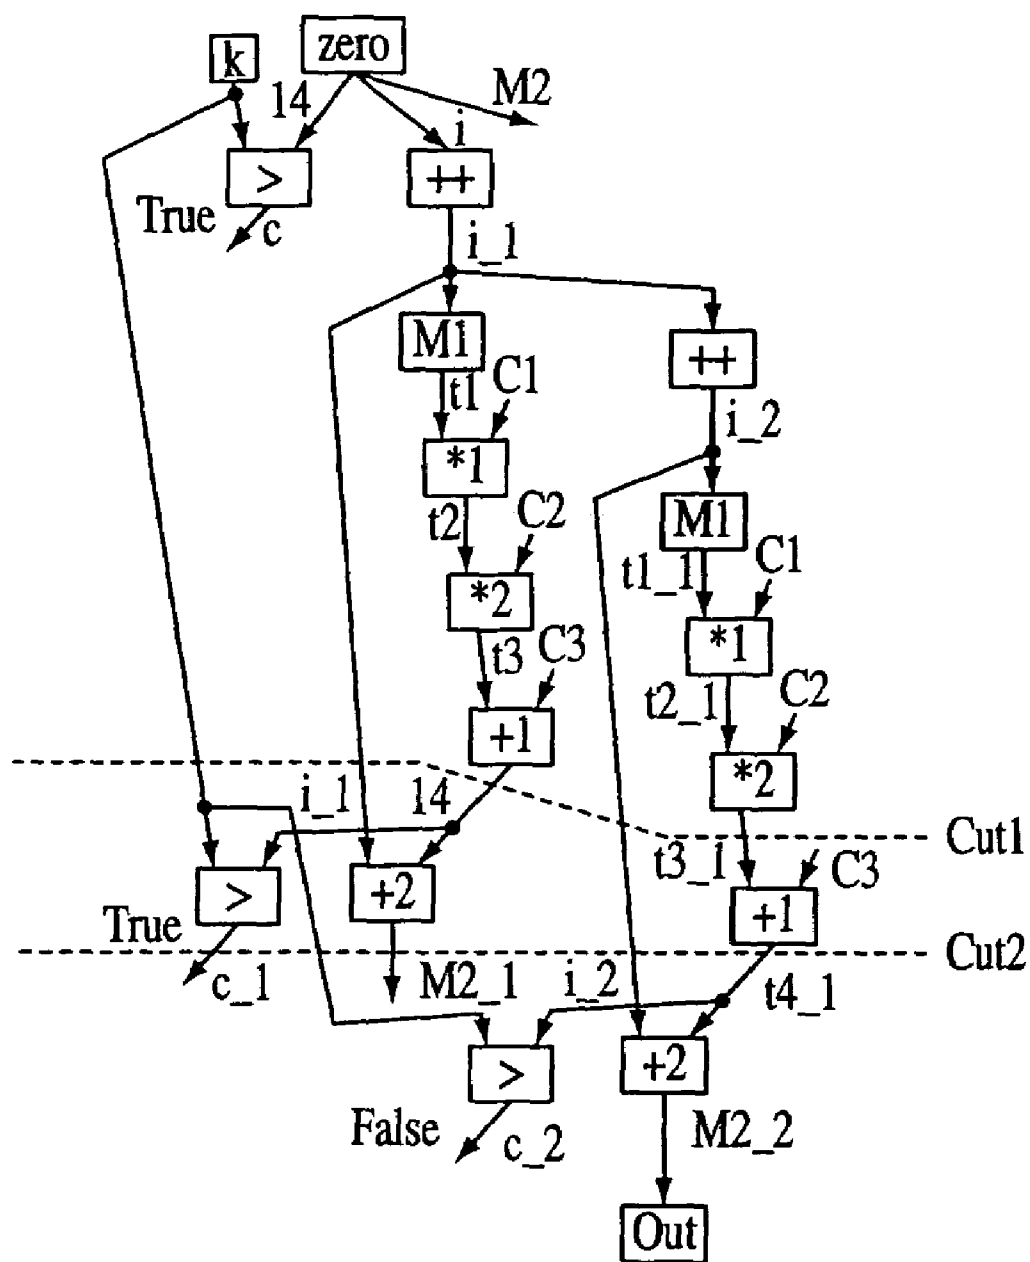 k
zero
14
M2
i
>
++
True
c
i_1
M1
++
t1
C1
i_2
*1
t2
C2
M1
t1_1
C1
*2
*1
t3
C3
t2_1
C2
+1
*2
i_1
14
Cut1
t3_1
C3
>
+2
+1
True
Cut2
c_1
M2_1
i_2
t4_1
>
+2
False
c_2
M2_2
Out